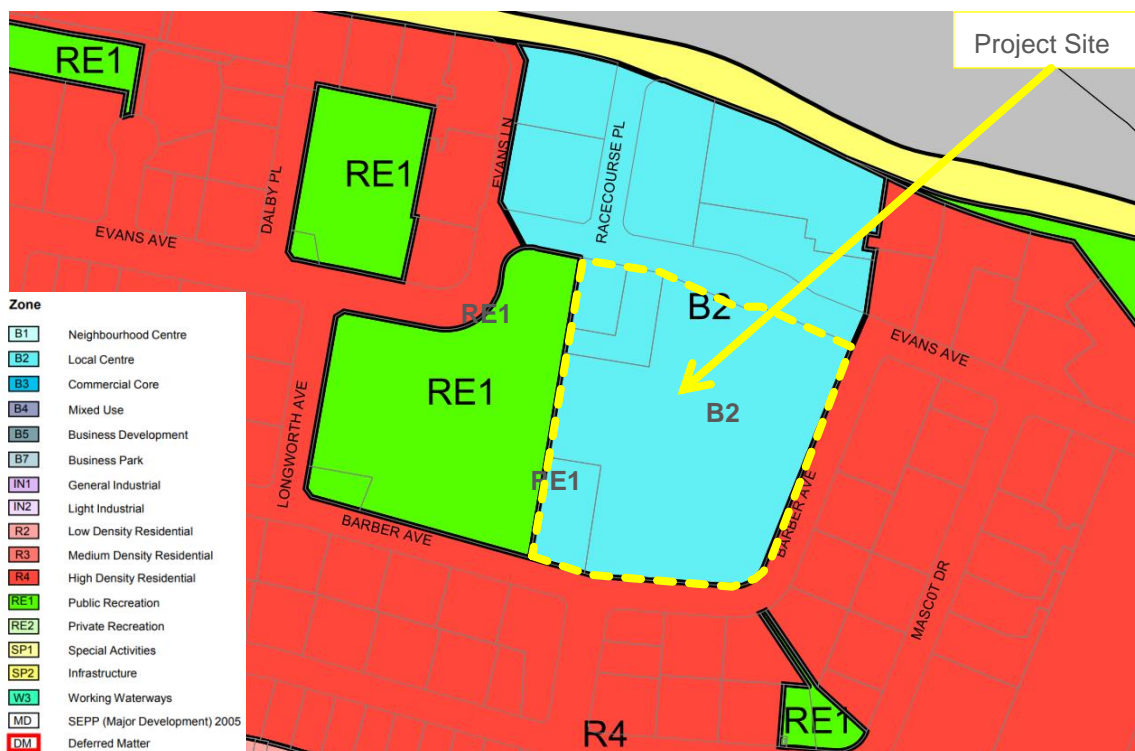 Project Site
RE1
RE1
EVANS LN
RACECOURSE PL
DALBY PL
EVANS AVE
RE1
B2
EVANS AVE
RE1
B2
LONGWORTH AVE
RE1
BARBER AVE
BARBER AVE
MASCOT DR
RE1
R4
Zone
B1 Neighbourhood Centre
B2 Local Centre
B3 Commercial Core
B4 Mixed Use
B5 Business Development
B7 Business Park
IN1 General Industrial
IN2 Light Industrial
R2 Low Density Residential
R3 Medium Density Residential
R4 High Density Residential
RE1 Public Recreation
RE2 Private Recreation
SP1 Special Activities
SP2 Infrastructure
W3 Working Waterways
MD SEPP (Major Development) 2005
DM Deferred Matter